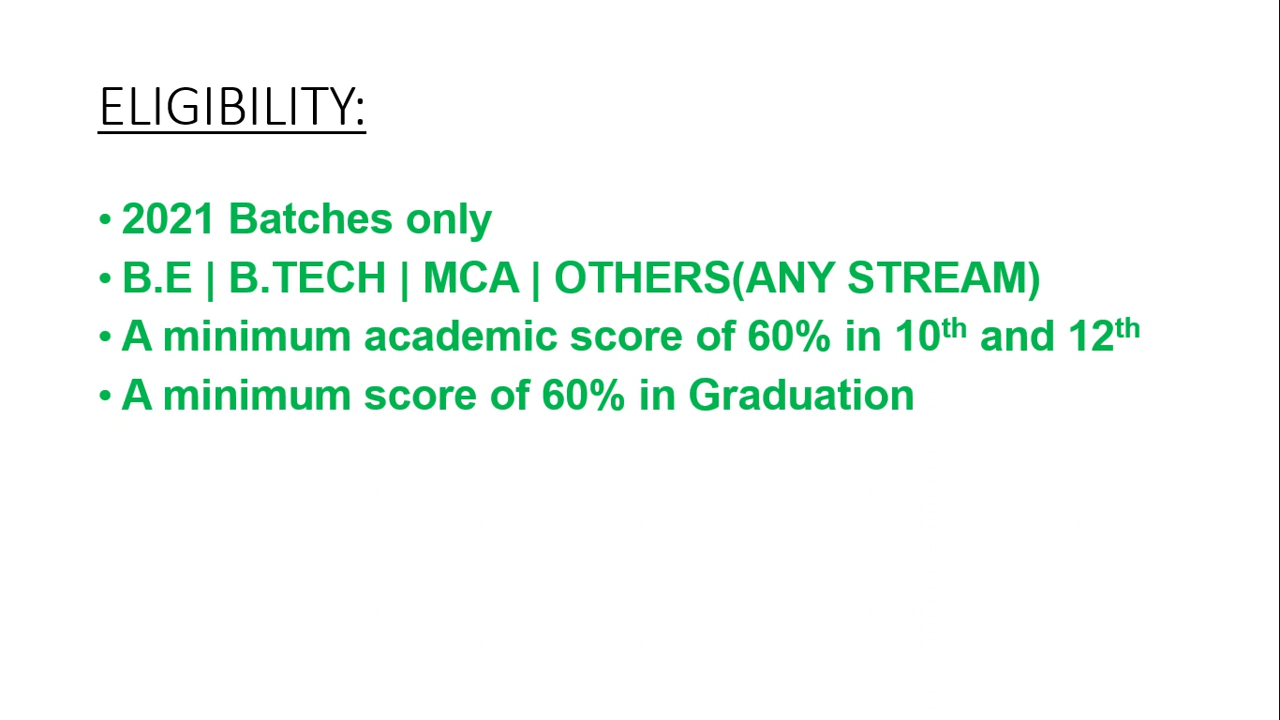 ELIGIBILITY:
• 2021 Batches only
• B.E | B.TECH | MCA | OTHERS(ANY STREAM)
• A minimum academic score of 60% in 10th and 12th
• A minimum score of 60% in Graduation